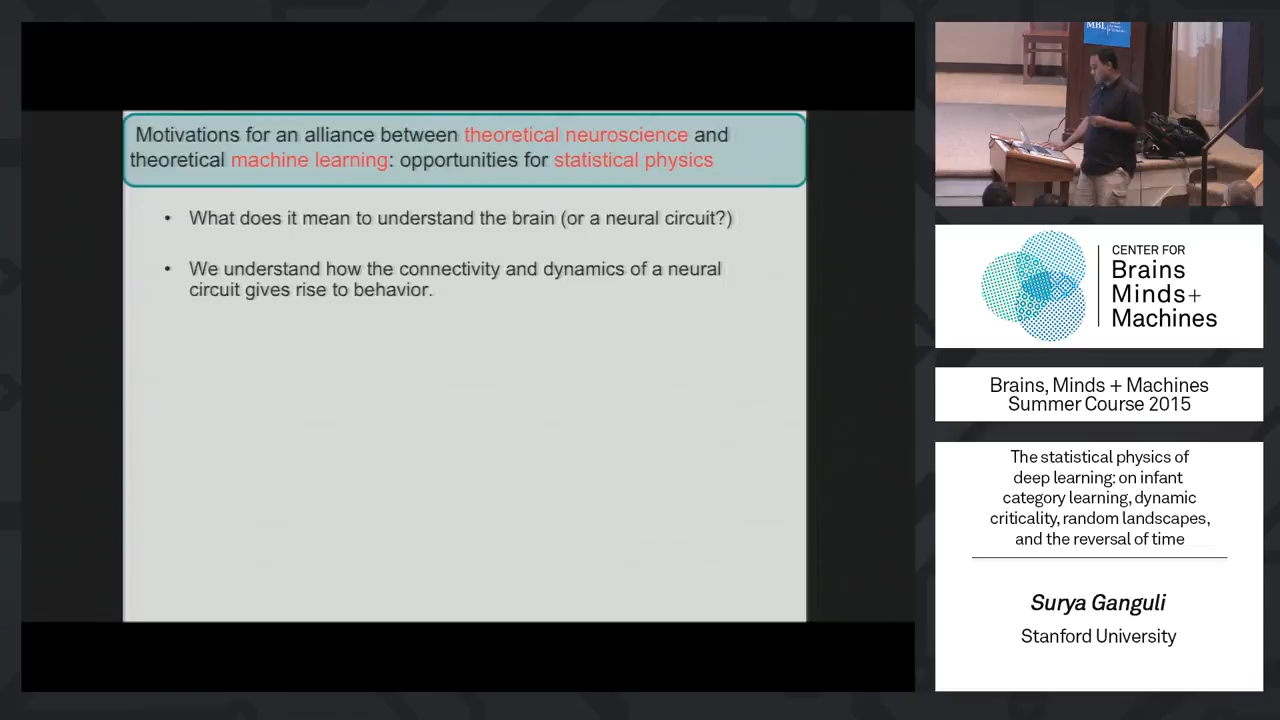 Motivations for an alliance between theoretical neuroscience and
theoretical machine learning: opportunities for statistical physics
• What does it mean to understand the brain (or a neural circuit?)
• We understand how the connectivity and dynamics of a neural
circuit gives rise to behavior.
MBL
CENTER FOR
Brains
Minds+
Machines
Brains, Minds + Machines
Summer Course 2015
The statistical physics of
deep learning: on infant
category learning, dynamic
criticality, random landscapes,
and the reversal of time
Surya Ganguli
Stanford University